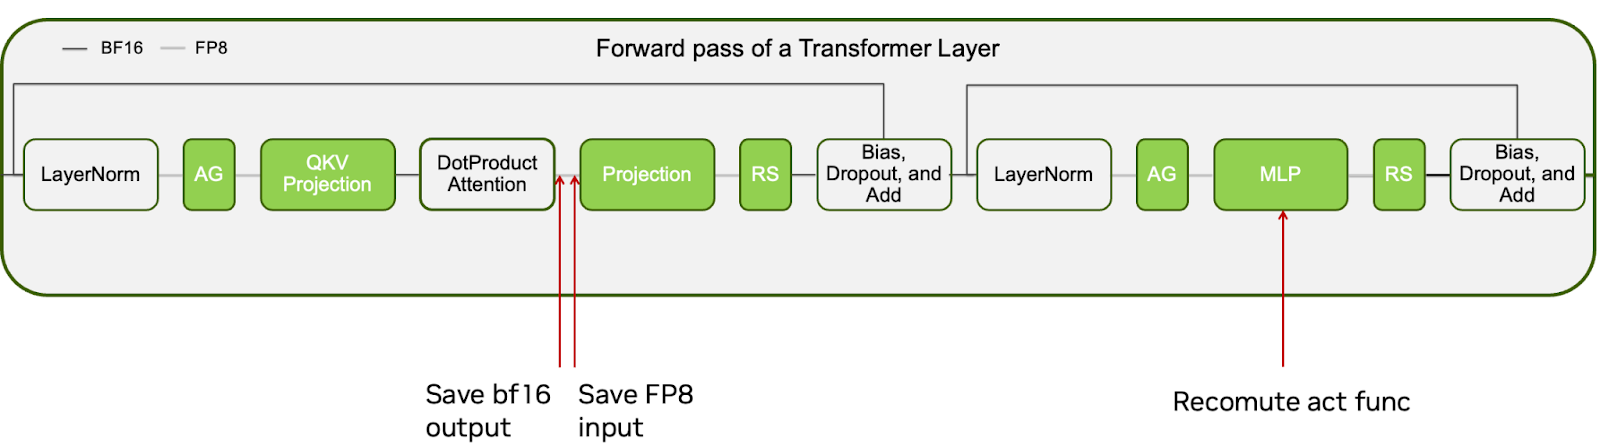 BF16
FP8
Forward pass of a Transformer Layer
LayerNorm
AG
QKV
Projection
DotProduct
Attention
Projection
RS
Bias,
Dropout, and
Add
LayerNorm
AG
MLP
RS
Bias,
Dropout, and
Add
Save bf16
output
Save FP8
input
Recomute act func